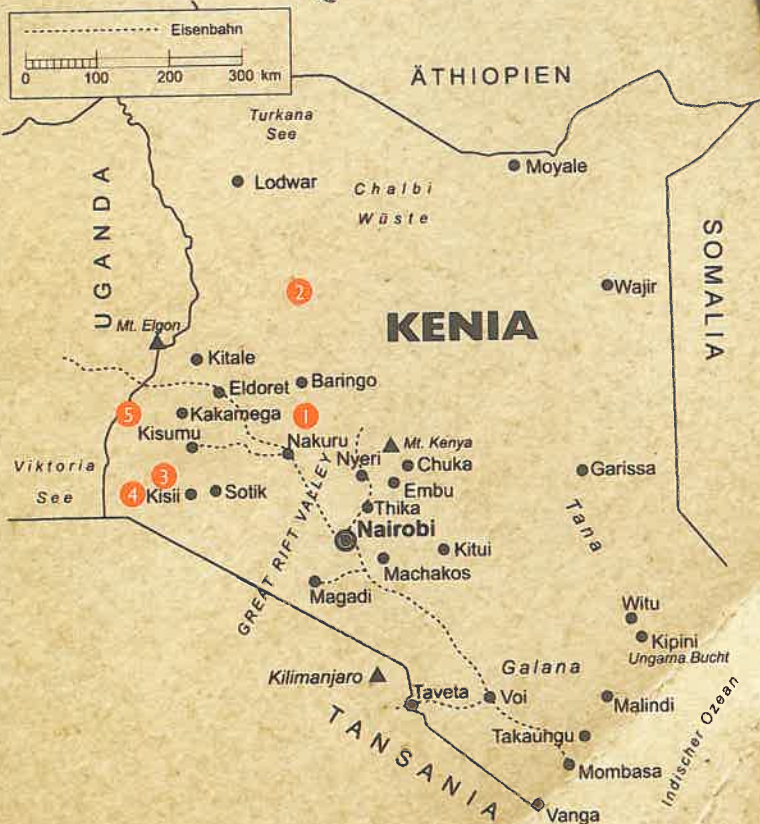 Eisenbahn
0 100 200 300 km
ÄTHIOPIEN
Turkana
See
Moyale
Lodwar
Chalbi
Wüste
UGANDA
SOMALIA
2
Wajir
KENIA
Mt. Elgon
Kitale
Baringo
Eldoret
5
Kakamega
1
Kisumu
Nakuru
Mt. Kenya
Nyeri
Chuka
Viktoria
See
3
Garissa
4
Kisii
Sotik
Embu
Thika
Tana
GREAT RIFT VALLEY
Nairobi
Kitui
Machakos
Magadi
Witu
Kipini
Ungama Bucht
Galana
Kilimanjaro
Taveta
Voi
Malindi
TANSANIA
Takaungu
Indischer Ozean
Mombasa
Vanga